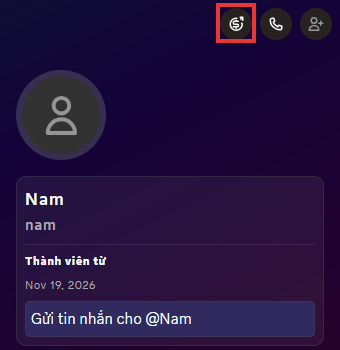 Nam
nam
Thành viên từ
Nov 19, 2026
Gửi tin nhắn cho @Nam